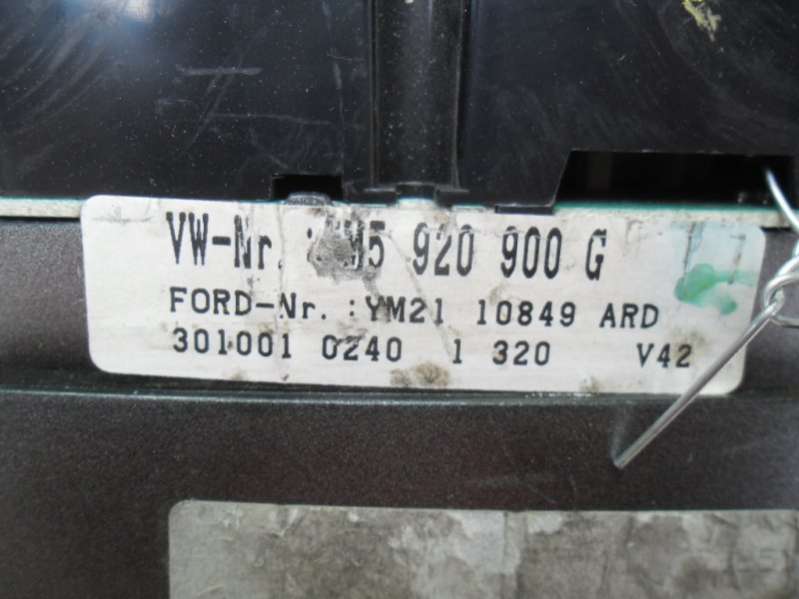 VW-Nr. : 920 900 G
FORD-Nr. :YM21 10849 ARD
301001 0240 1 320 V42